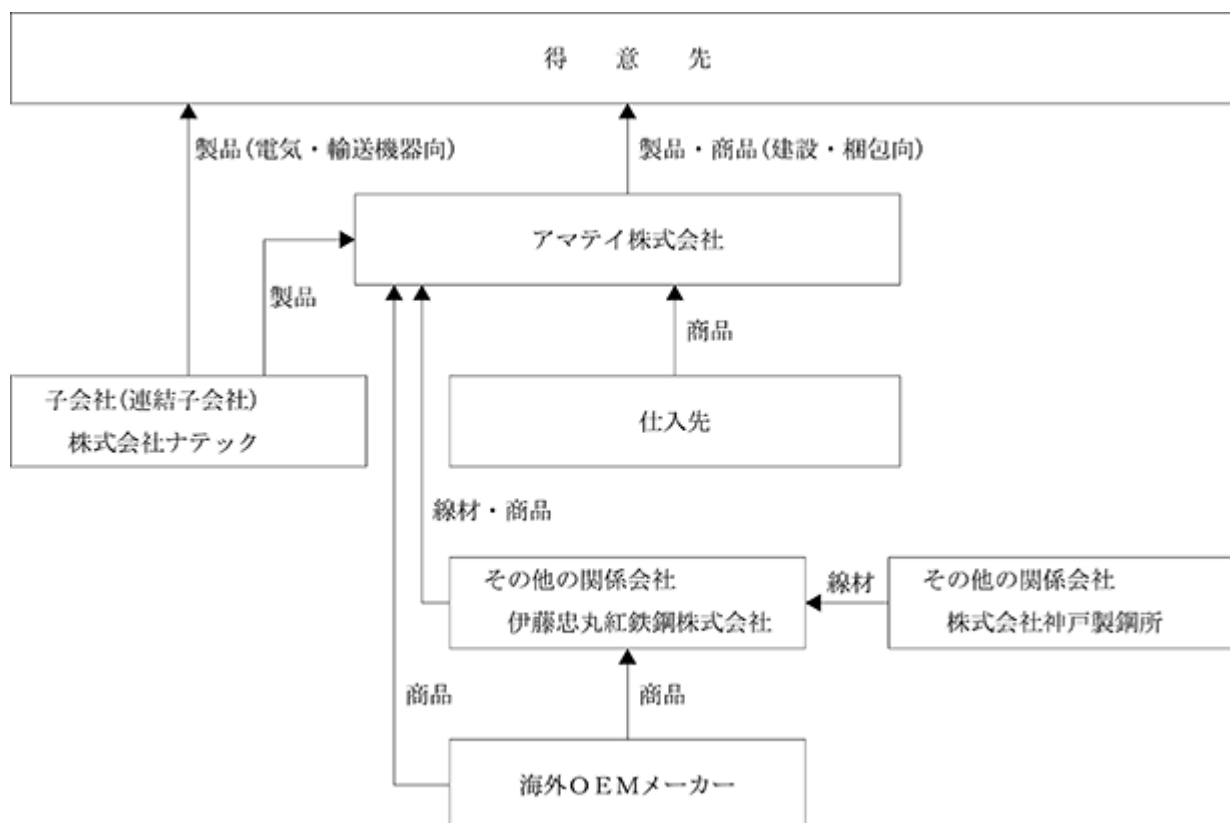 得 意 先
製品(電気・輸送機器向)
製品・商品(建設・梱包向)
アマテイ株式会社
製品
商品
子会社(連結子会社)
株式会社ナテック
仕入先
線材・商品
その他の関係会社
伊藤忠丸紅鉄鋼株式会社
線材
その他の関係会社
株式会社神戸製鋼所
商品
商品
海外OEMメーカー